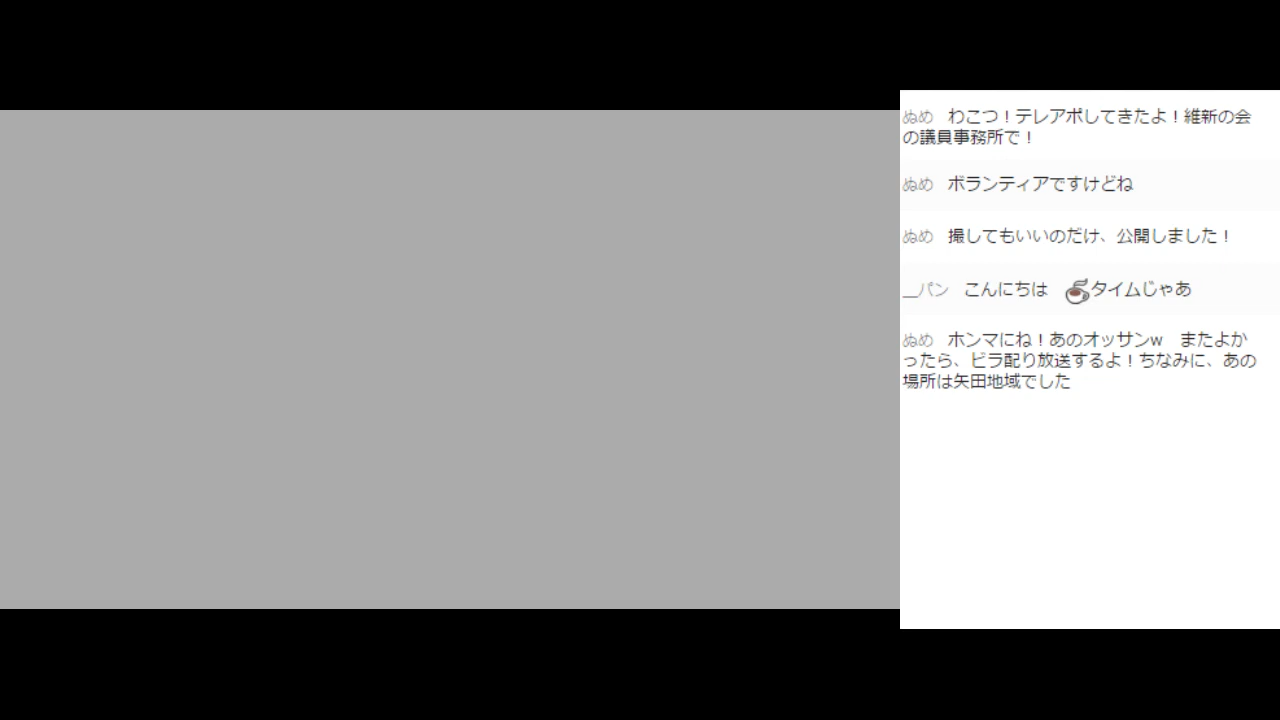 ぬめ　わこつ！テレアポしてきたよ！維新の会
の議員事務所で！
ぬめ　ボランティアですけどね
ぬめ　撮してもいいのだけ、公開しました！
__パン　こんにちは　☕タイムじゃあ
ぬめ　ホンマにね！あのオッサンw　またよか
ったら、ビラ配り放送するよ！ちなみに、あの
場所は矢田地域でした